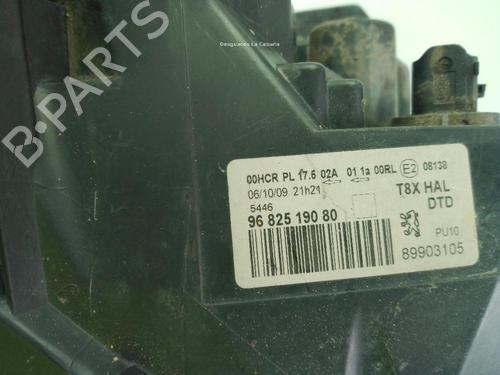 Desguaces La Cabaña
B-PARTS
00HCR PL 17.5 02A 01 1a 00RL E2 08138
06/10/09 21h21
T8X HAL
5446
DTD
96 825 190 80
PU10
89903105